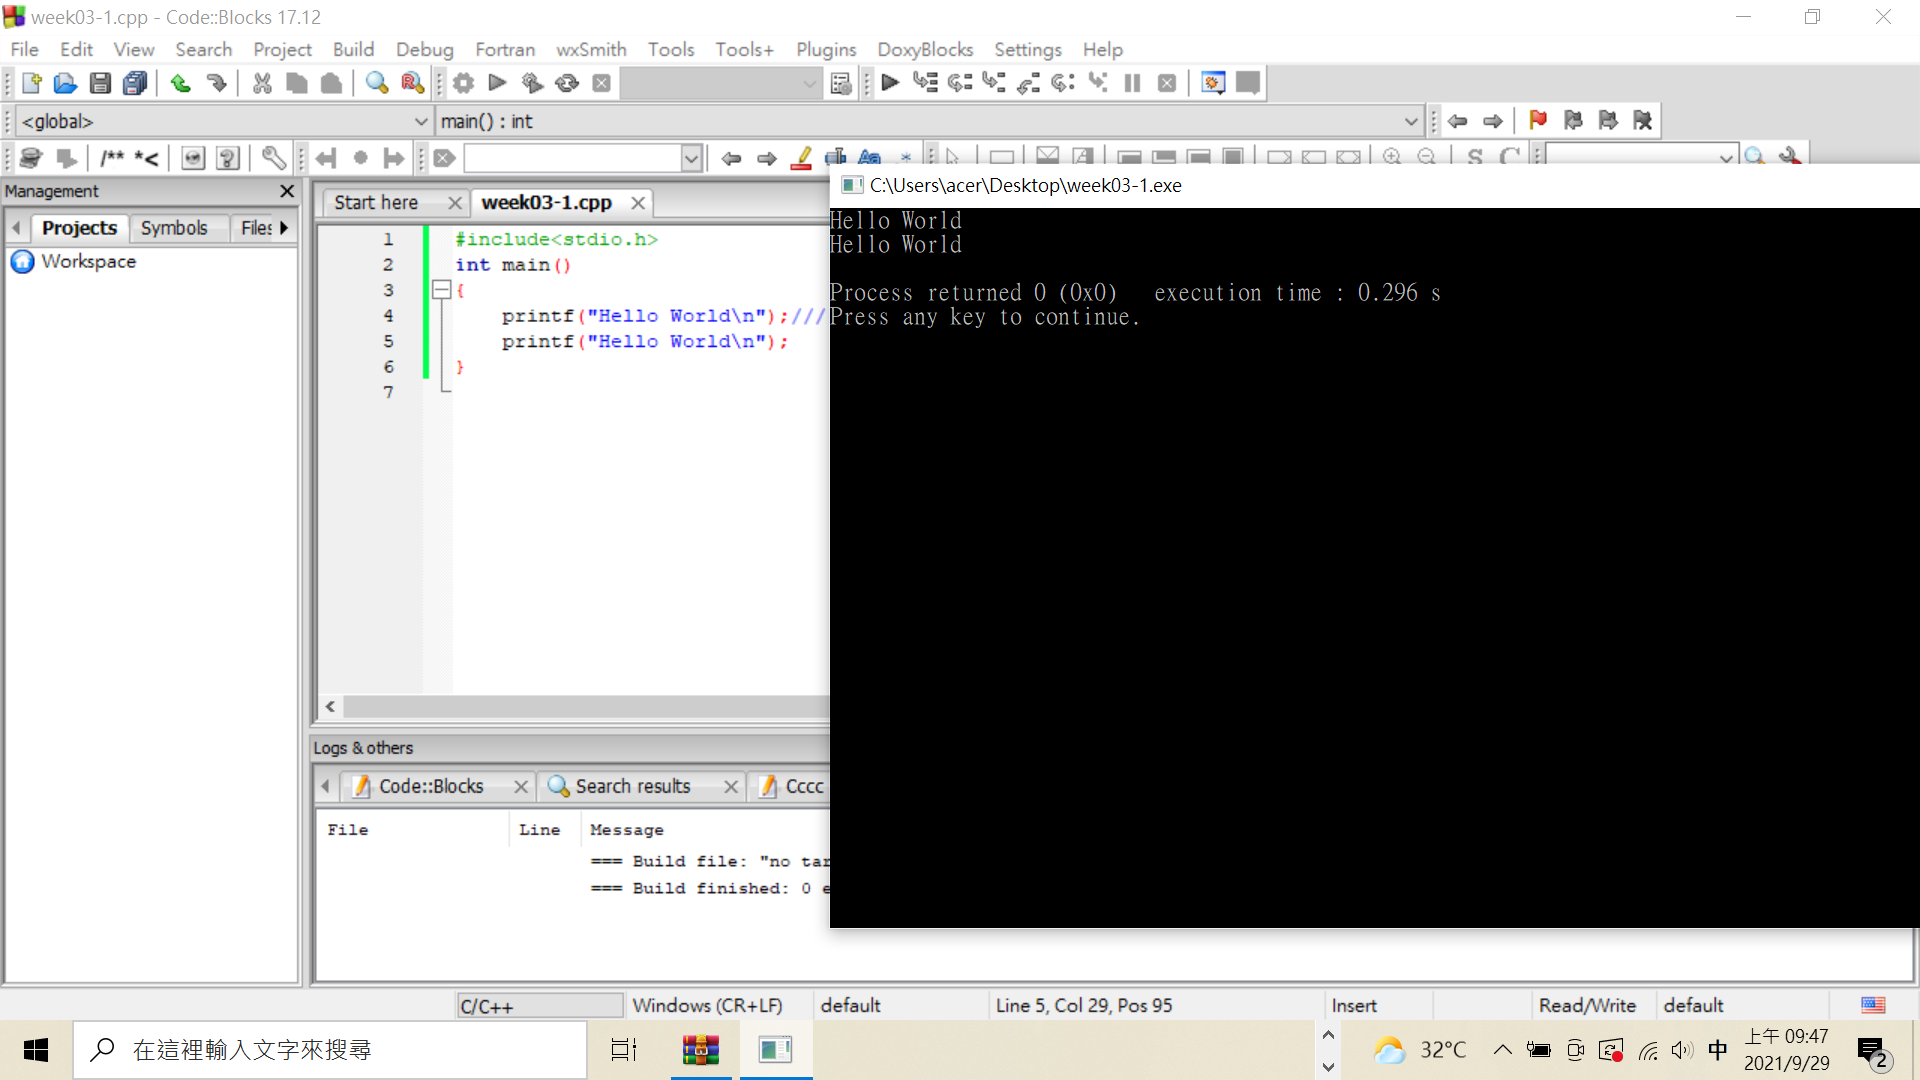 week03-1.cpp - Code::Blocks 17.12
File Edit View Search Project Build Debug Fortran wxSmith Tools Tools+ Plugins DoxyBlocks Settings Help
<global> main() : int
/** *<
Management
Projects Symbols Files
Workspace
Start here week03-1.cpp
1 #include<stdio.h>
2 int main()
3 {
4 printf("Hello World\n");///
5 printf("Hello World\n");
6 }
7
C:\Users\acer\Desktop\week03-1.exe
Hello World
Hello World
Process returned 0 (0x0) execution time : 0.296 s
Press any key to continue.
Logs & others
Code::Blocks Search results Cccc
File Line Message
=== Build file: "no tar
=== Build finished: 0 e
C/C++ Windows (CR+LF) default Line 5, Col 29, Pos 95 Insert Read/Write default
在這裡輸入文字來搜尋
32°C 中 上午 09:47
2021/9/29
2